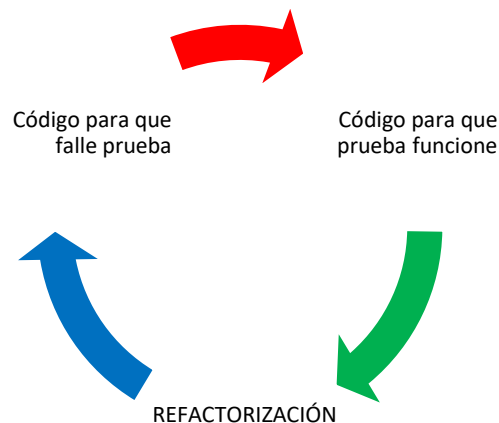 Código para que
falle prueba
Código para que
prueba funcione
REFACTORIZACIÓN